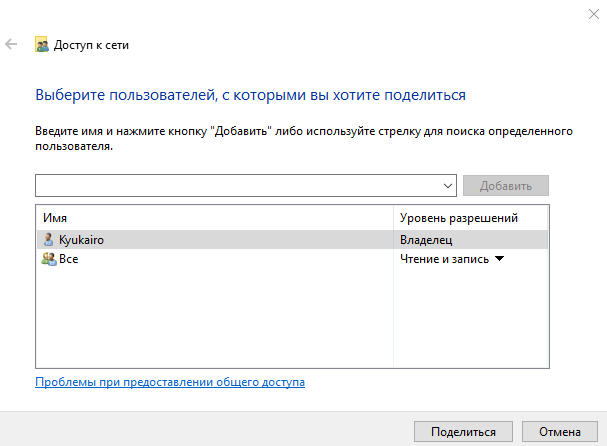 Доступ к сети
Выберите пользователей, с которыми вы хотите поделиться
Введите имя и нажмите кнопку "Добавить" либо используйте стрелку для поиска определенного
пользователя.
Добавить
Имя Уровень разрешений
Kyukairo Владелец
Все Чтение и запись
Проблемы при предоставлении общего доступа
Поделиться Отмена